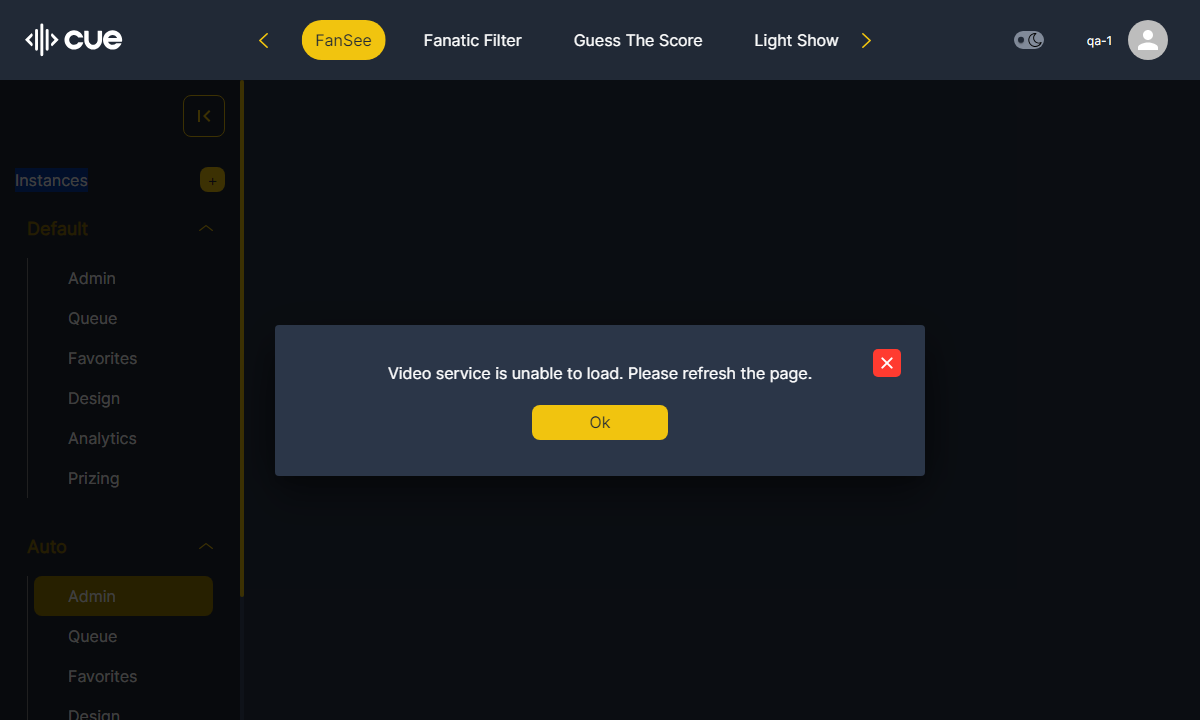 cue
FanSee
Fanatic Filter
Guess The Score
Light Show
qa-1
Instances
+
Default
Admin
Queue
Favorites
Design
Analytics
Prizing
Auto
Admin
Queue
Favorites
Design
Video service is unable to load. Please refresh the page.
Ok